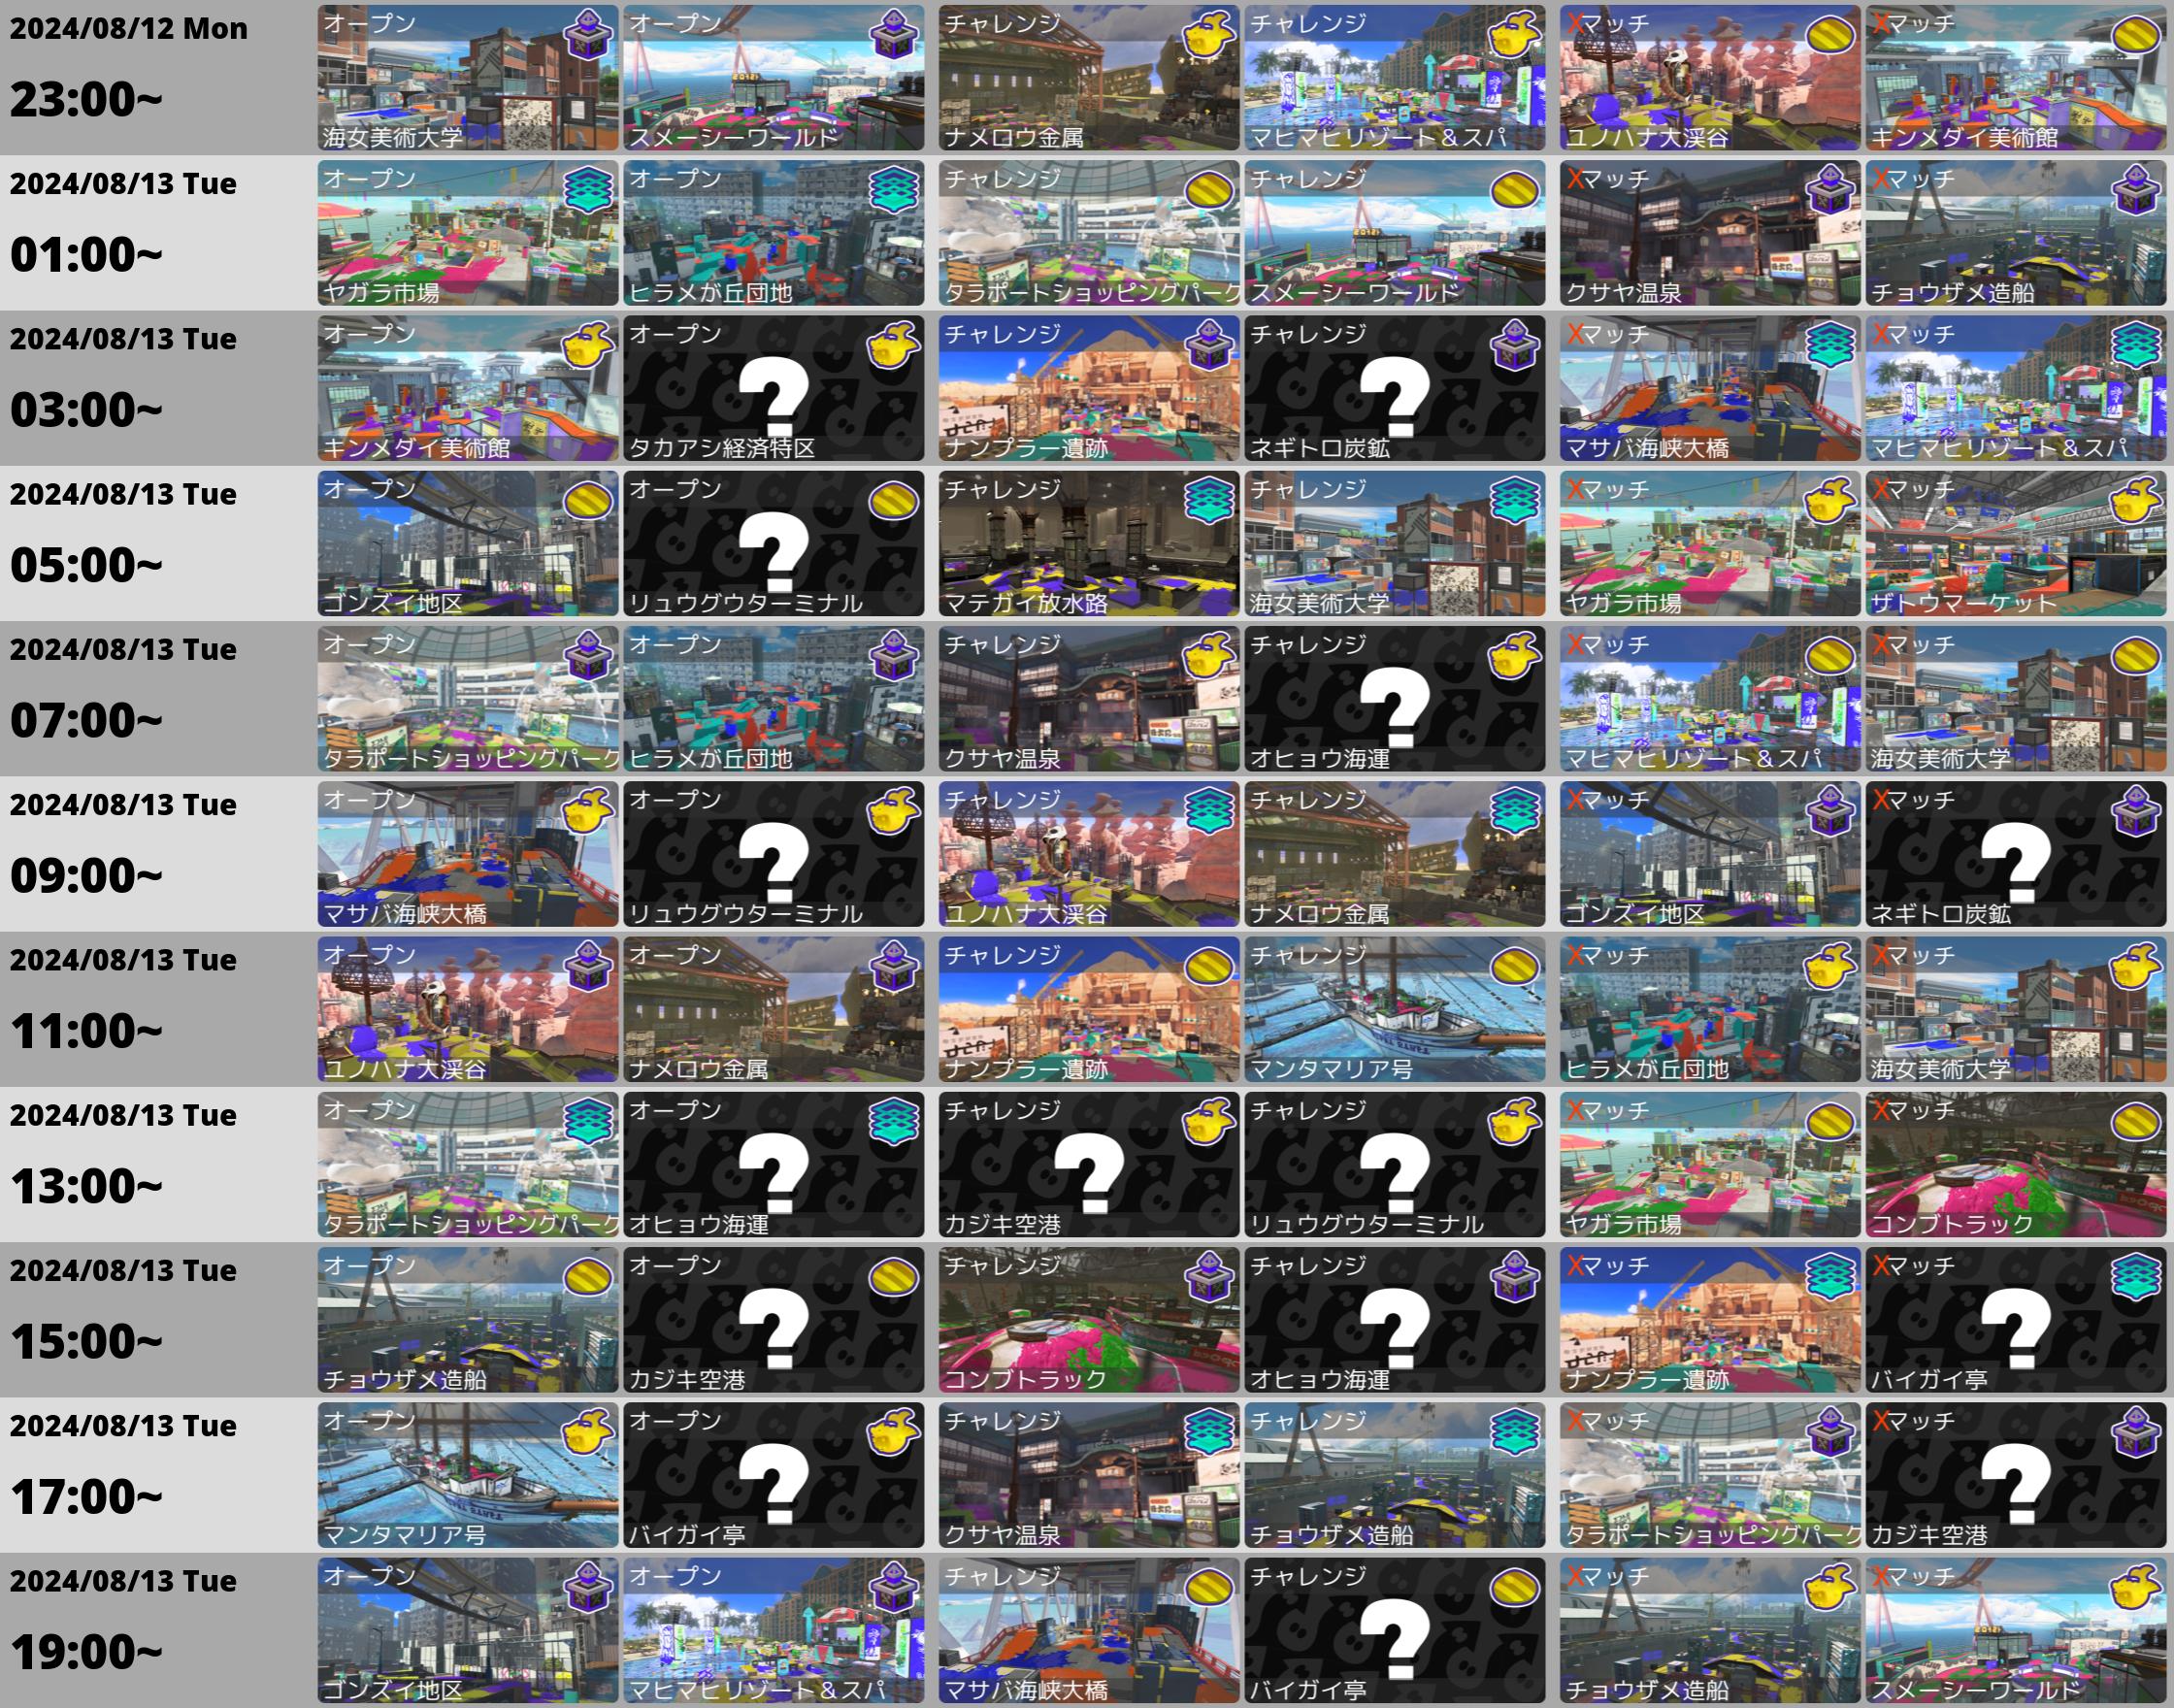 2024/08/12 Mon
23:00~
オープン オープン チャレンジ チャレンジ Xマッチ Xマッチ
海女美術大学 スメーシーワールド ナメロウ金属 マヒマヒリゾート＆スパ ユノハナ大渓谷 キンメダイ美術館
2024/08/13 Tue
01:00~
オープン オープン チャレンジ チャレンジ Xマッチ Xマッチ
ヤガラ市場 ヒラメが丘団地 タラポートショッピングパーク スメーシーワールド クサヤ温泉 チョウザメ造船
2024/08/13 Tue
03:00~
オープン オープン チャレンジ チャレンジ Xマッチ Xマッチ
? ?
キンメダイ美術館 タカアシ経済特区 ナンプラー遺跡 ネギトロ炭鉱 マサバ海峡大橋 マヒマヒリゾート＆スパ
2024/08/13 Tue
05:00~
オープン オープン チャレンジ チャレンジ Xマッチ Xマッチ
?
ゴンズイ地区 リュウグウターミナル マテガイ放水路 海女美術大学 ヤガラ市場 ザトウマーケット
2024/08/13 Tue
07:00~
オープン オープン チャレンジ チャレンジ Xマッチ Xマッチ
?
タラポートショッピングパーク ヒラメが丘団地 クサヤ温泉 オヒョウ海運 マヒマヒリゾート＆スパ 海女美術大学
2024/08/13 Tue
09:00~
オープン オープン チャレンジ チャレンジ Xマッチ Xマッチ
? ?
マサバ海峡大橋 リュウグウターミナル ユノハナ大渓谷 ナメロウ金属 ゴンズイ地区 ネギトロ炭鉱
2024/08/13 Tue
11:00~
オープン オープン チャレンジ チャレンジ Xマッチ Xマッチ
ユノハナ大渓谷 ナメロウ金属 ナンプラー遺跡 マンタマリア号 ヒラメが丘団地 海女美術大学
2024/08/13 Tue
13:00~
オープン オープン チャレンジ チャレンジ Xマッチ Xマッチ
? ? ?
タラポートショッピングパーク オヒョウ海運 カジキ空港 リュウグウターミナル ヤガラ市場 コンブトラック
2024/08/13 Tue
15:00~
オープン オープン チャレンジ チャレンジ Xマッチ Xマッチ
? ? ?
チョウザメ造船 カジキ空港 コンブトラック オヒョウ海運 ナンプラー遺跡 バイガイ亭
2024/08/13 Tue
17:00~
オープン オープン チャレンジ チャレンジ Xマッチ Xマッチ
? ?
マンタマリア号 バイガイ亭 クサヤ温泉 チョウザメ造船 タラポートショッピングパーク カジキ空港
2024/08/13 Tue
19:00~
オープン オープン チャレンジ チャレンジ Xマッチ Xマッチ
?
ゴンズイ地区 マヒマヒリゾート＆スパ マサバ海峡大橋 バイガイ亭 チョウザメ造船 スメーシーワールド